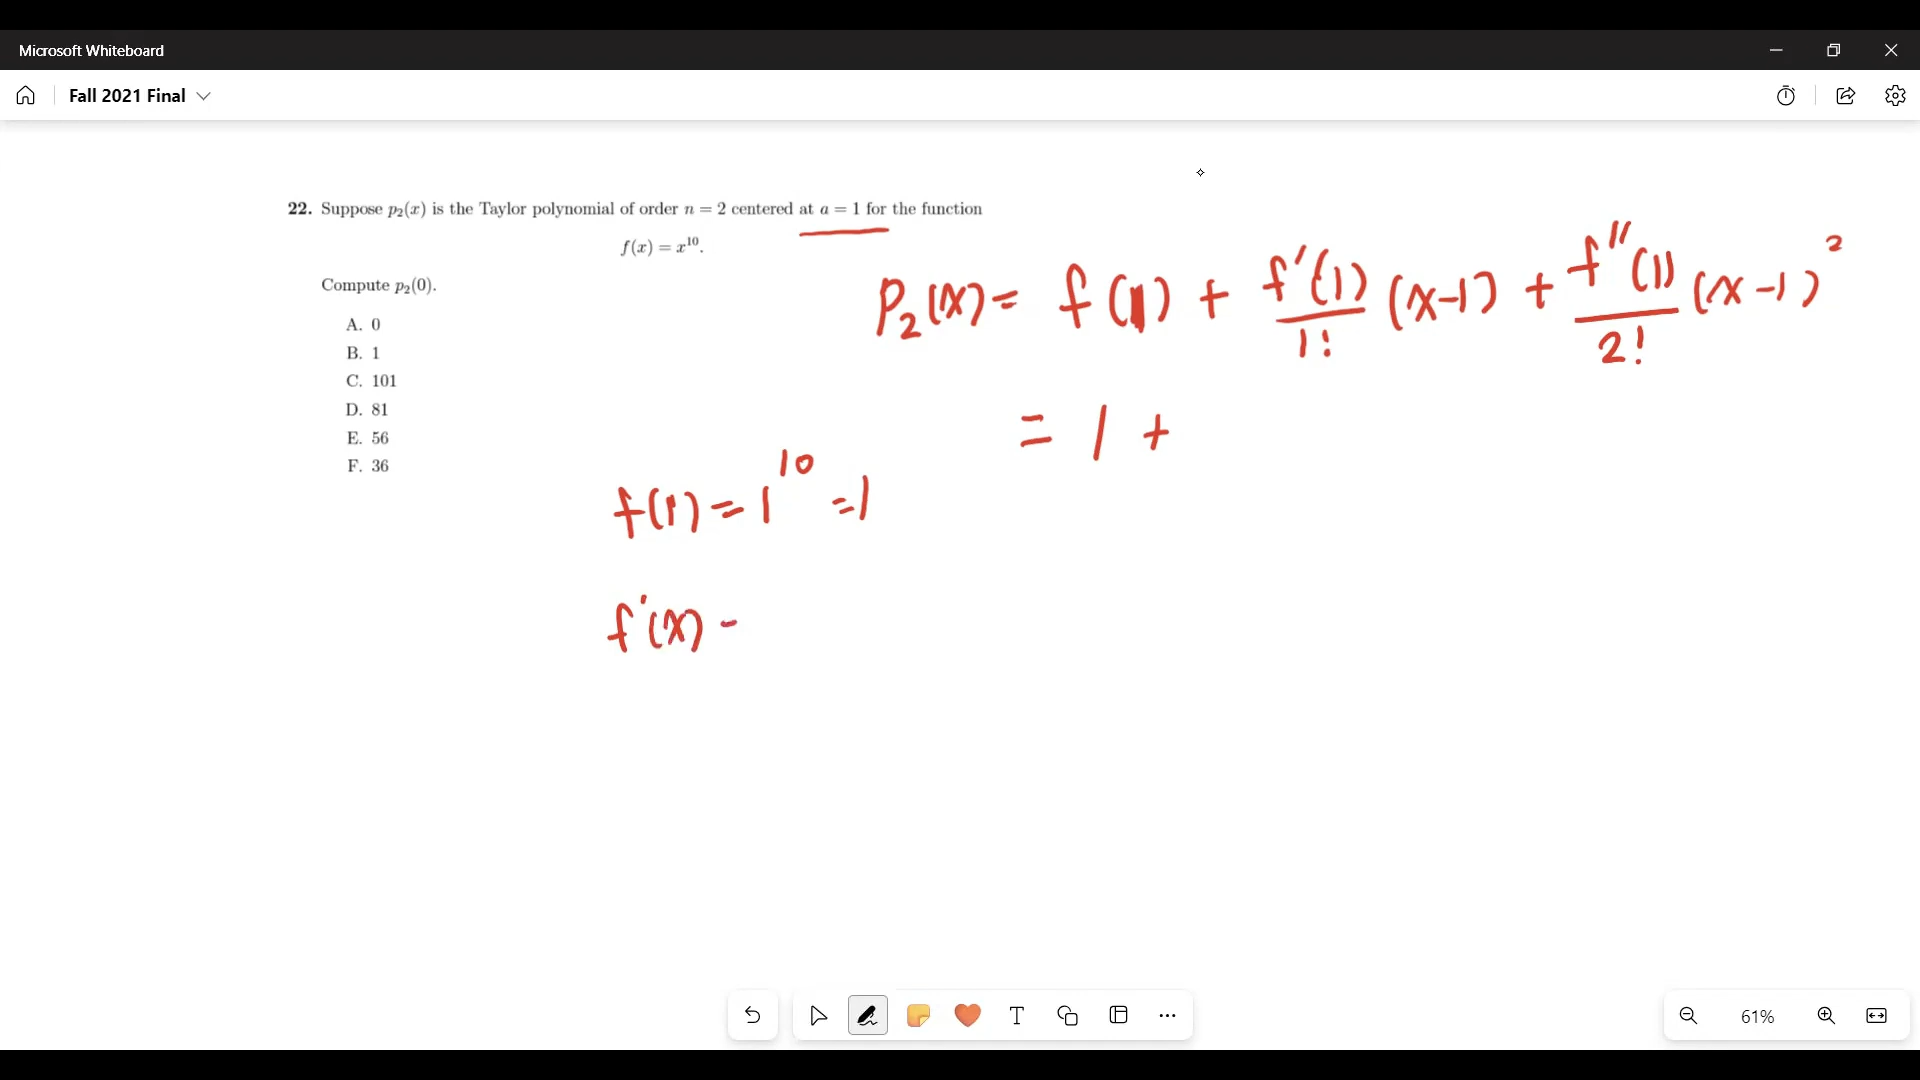 Microsoft Whiteboard
Fall 2021 Final
22. Suppose p₂(x) is the Taylor polynomial of order n = 2 centered at a = 1 for the function
f(x) = x¹⁰.
Compute p₂(0).
A. 0
B. 1
C. 101
D. 81
E. 56
F. 36
P₂(x) = f(1) + f'(1)/1! (x-1) + f''(1)/2! (x-1)²
= 1 +
f(1) = 1¹⁰ = 1
f'(x) -
T
61%